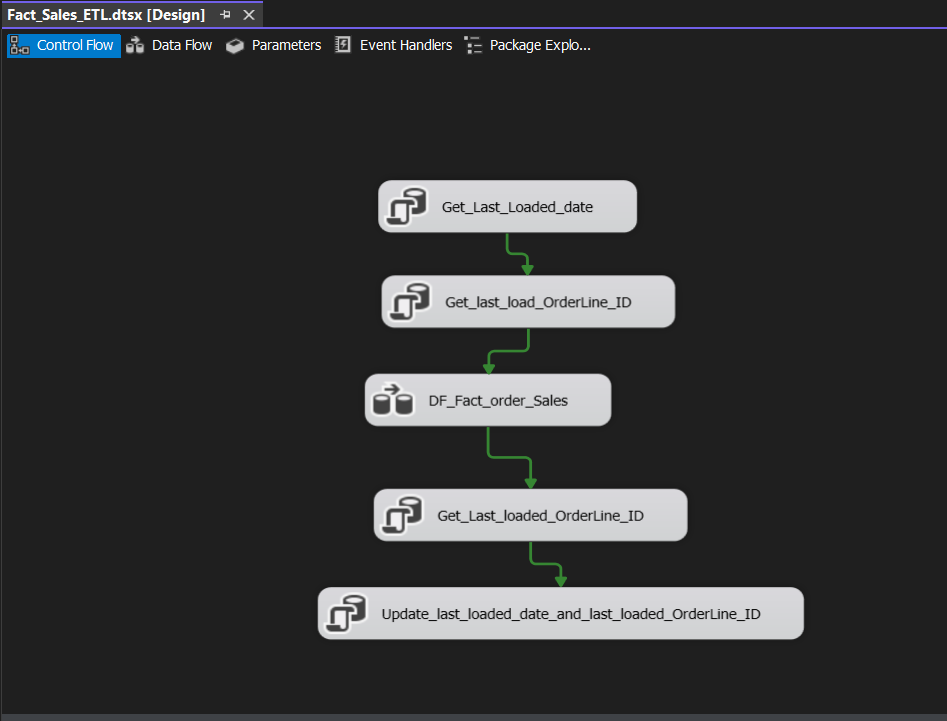 Fact_Sales_ETL.dtsx [Design]
Control Flow Data Flow Parameters Event Handlers Package Explo...
Get_Last_Loaded_date
Get_last_load_OrderLine_ID
DF_Fact_order_Sales
Get_Last_loaded_OrderLine_ID
Update_last_loaded_date_and_last_loaded_OrderLine_ID